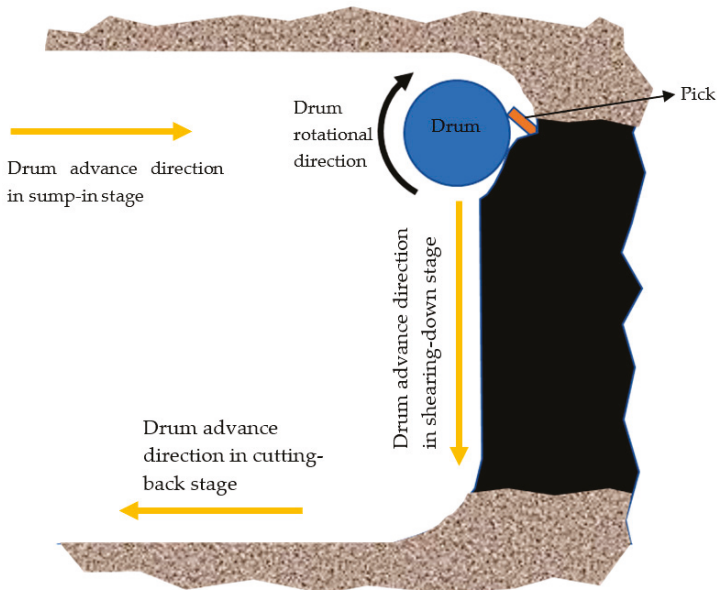 Drum
rotational
direction
Drum
Pick
Drum advance direction
in sump-in stage
Drum advance direction
in shearing-down stage
Drum advance
direction in cutting-
back stage